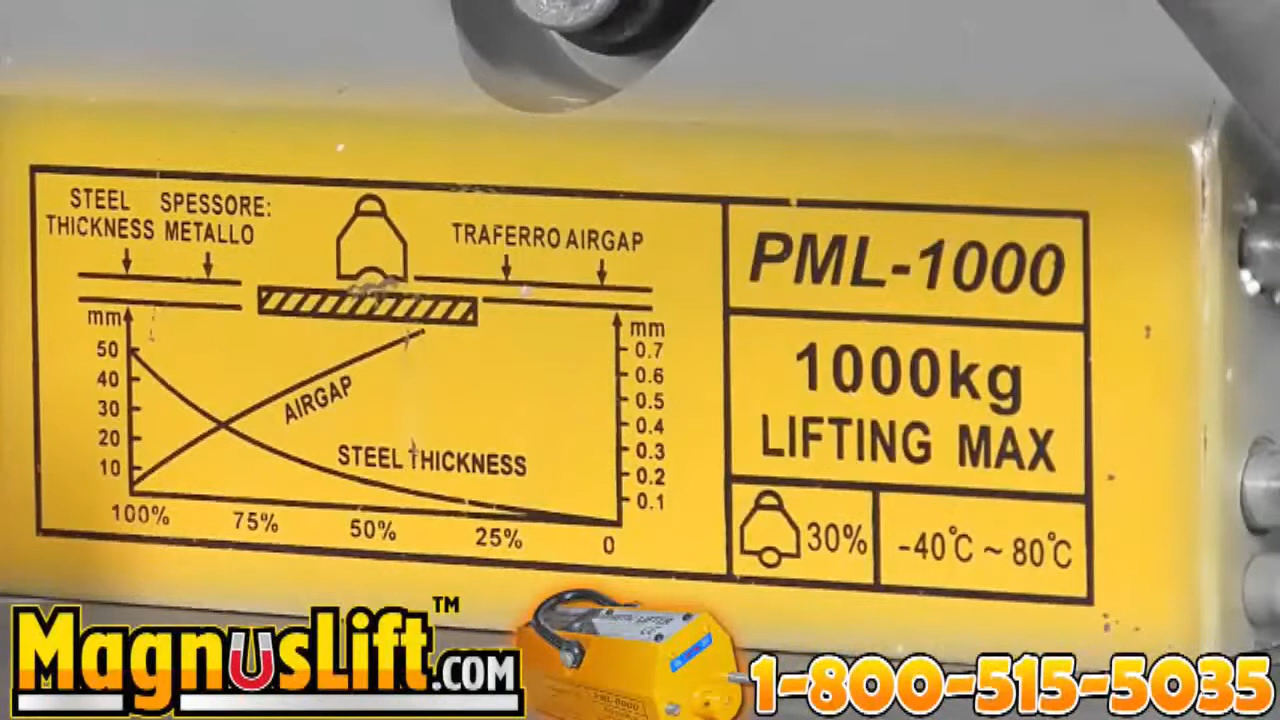 STEEL SPESSORE:
THICKNESS METALLO
TRAFERRO AIRGAP
mm
50
40
30
20
10
AIRGAP
STEEL THICKNESS
mm
0.7
0.6
0.5
0.4
0.3
0.2
0.1
100% 75% 50% 25% 0
PML-1000
1000kg
LIFTING MAX
30%
-40°C ~ 80°C
MagnusLift.com™
1-800-515-5035